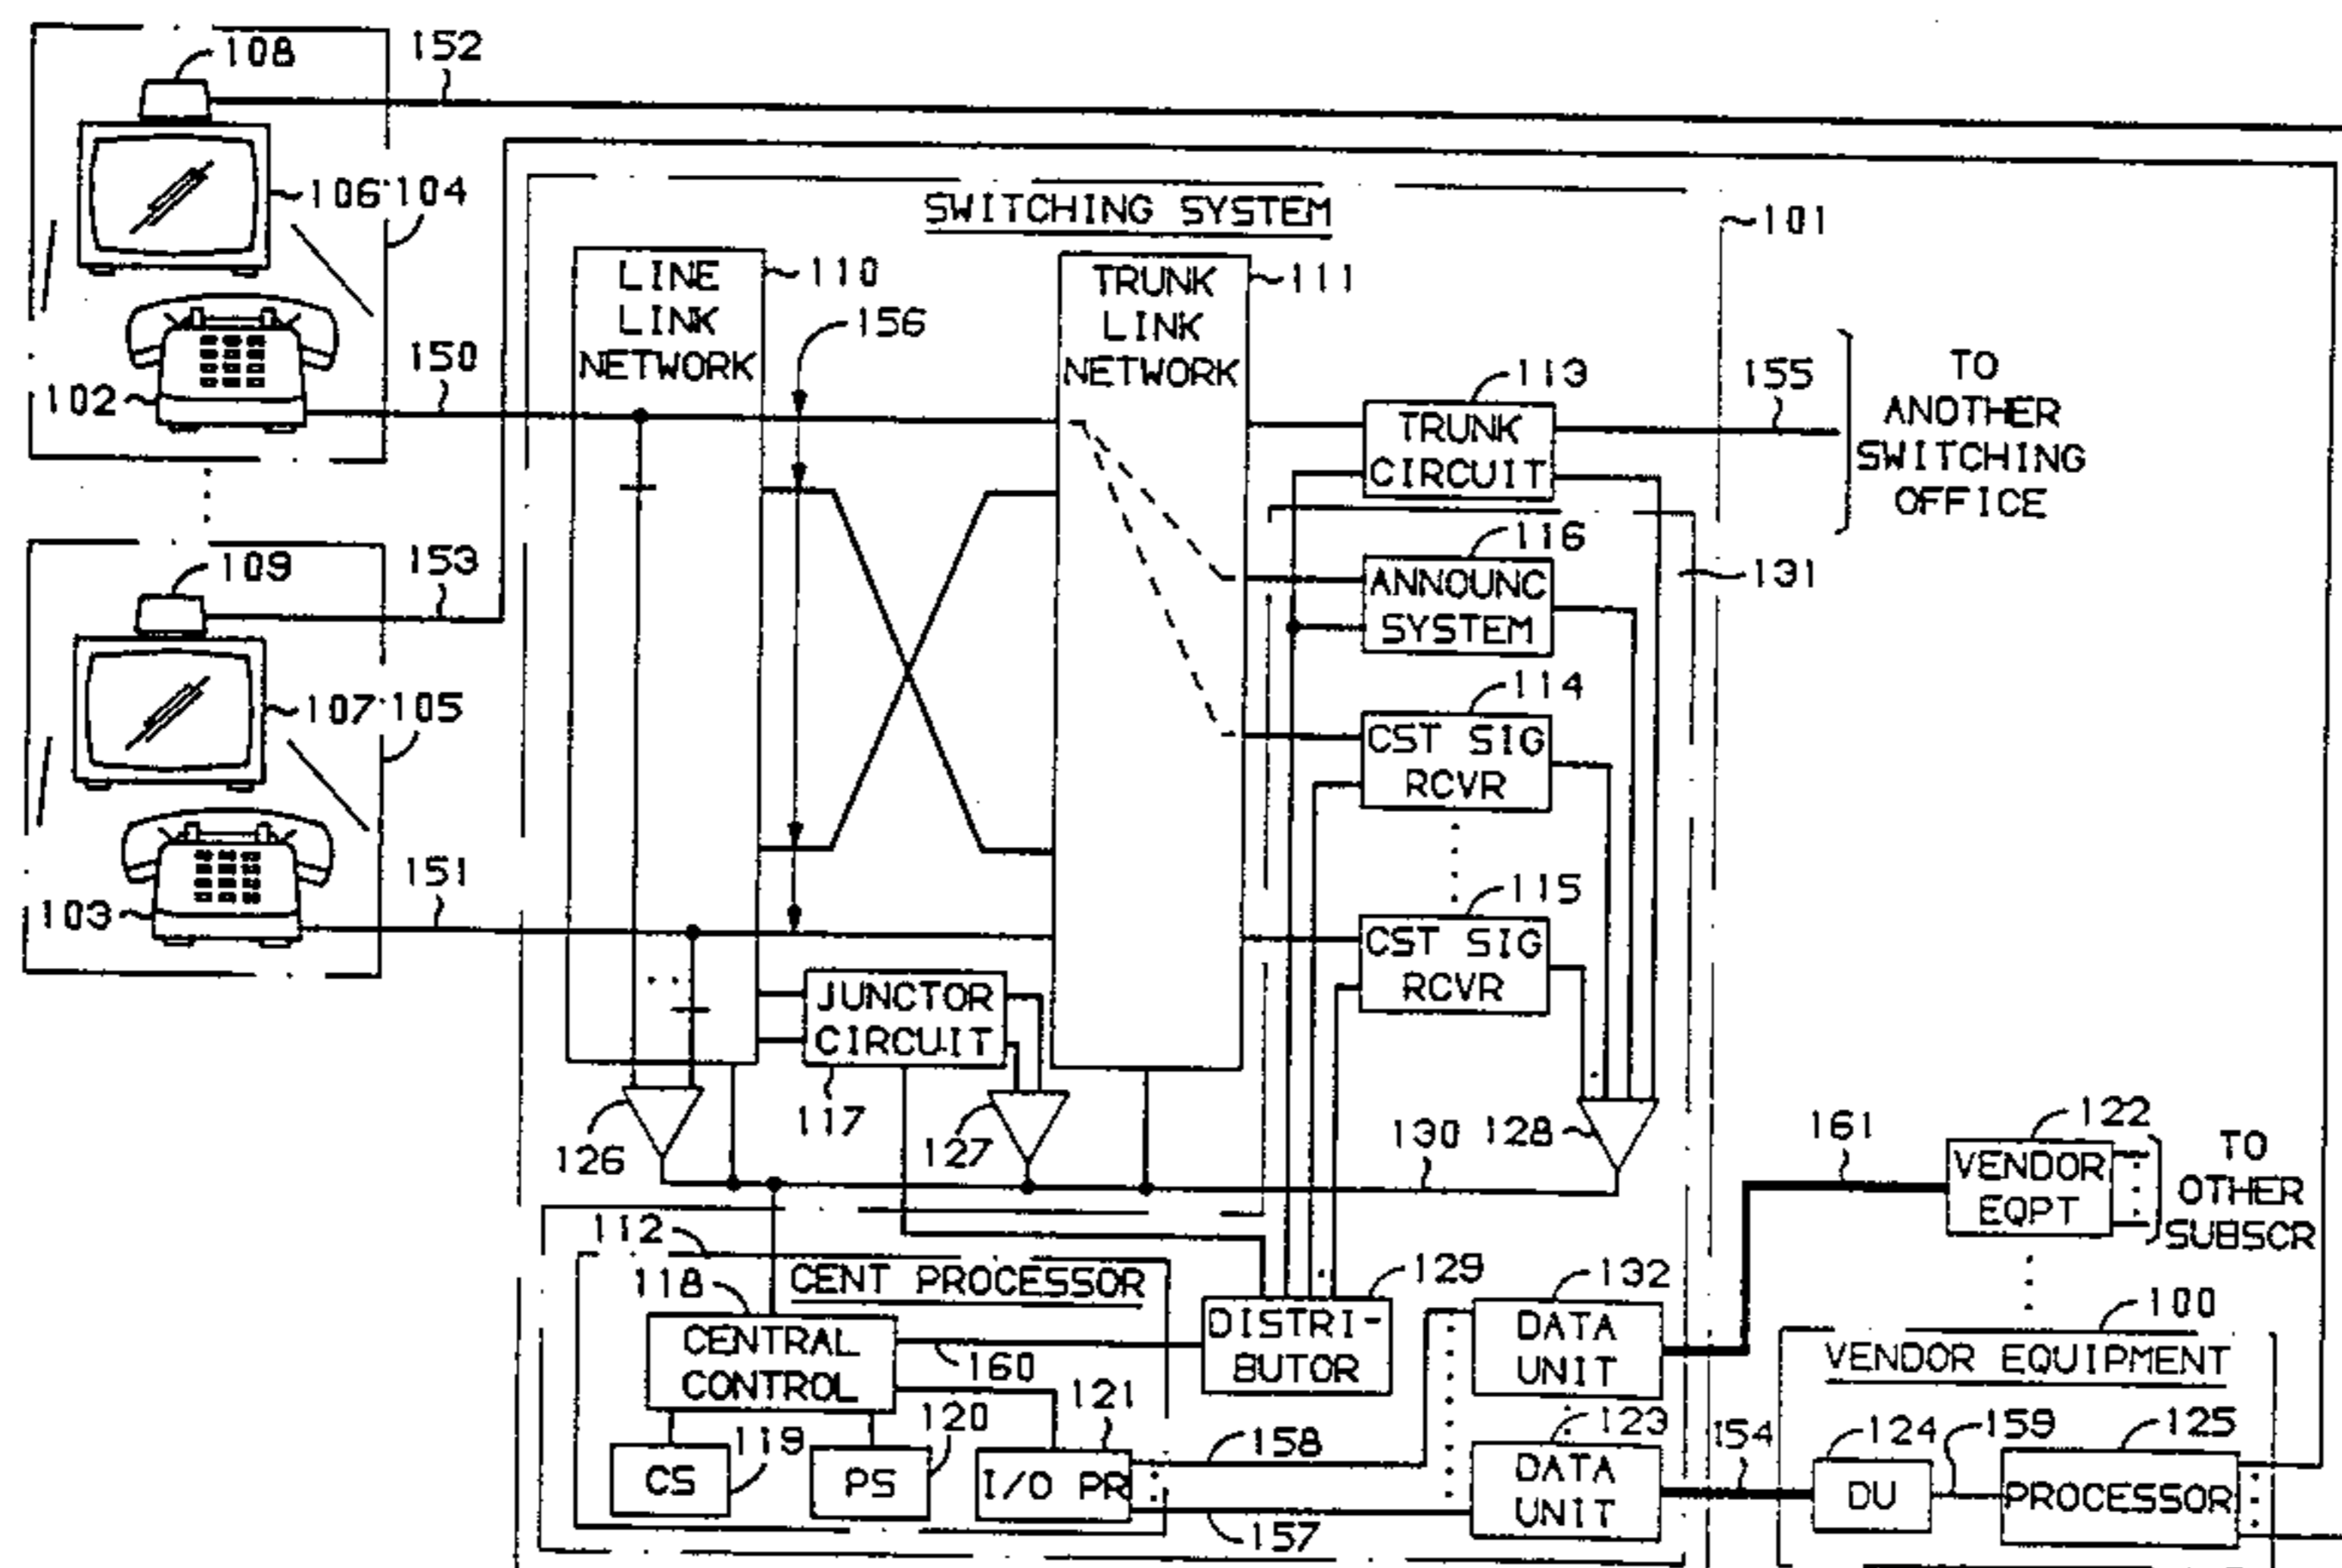 108
152
106
104
SWITCHING SYSTEM
101
LINE
LINK
NETWORK
110
TRUNK
LINK
NETWORK
111
156
102
150
113
TRUNK
CIRCUIT
155
TO
ANOTHER
SWITCHING
OFFICE
109
153
116
ANNOUNC
SYSTEM
131
107
105
114
CST SIG
RCVR
103
151
115
CST SIG
RCVR
JUNCTOR
CIRCUIT
126
117
127
130
128
161
122
VENDOR
EQPT
TO
OTHER
SUBSCR
112
118
CENT PROCESSOR
129
132
100
CENTRAL
CONTROL
160
DISTRI-
BUTOR
DATA
UNIT
VENDOR EQUIPMENT
119
120
121
158
123
154
124
159
125
CS
PS
I/O PR
157
DATA
UNIT
DU
PROCESSOR